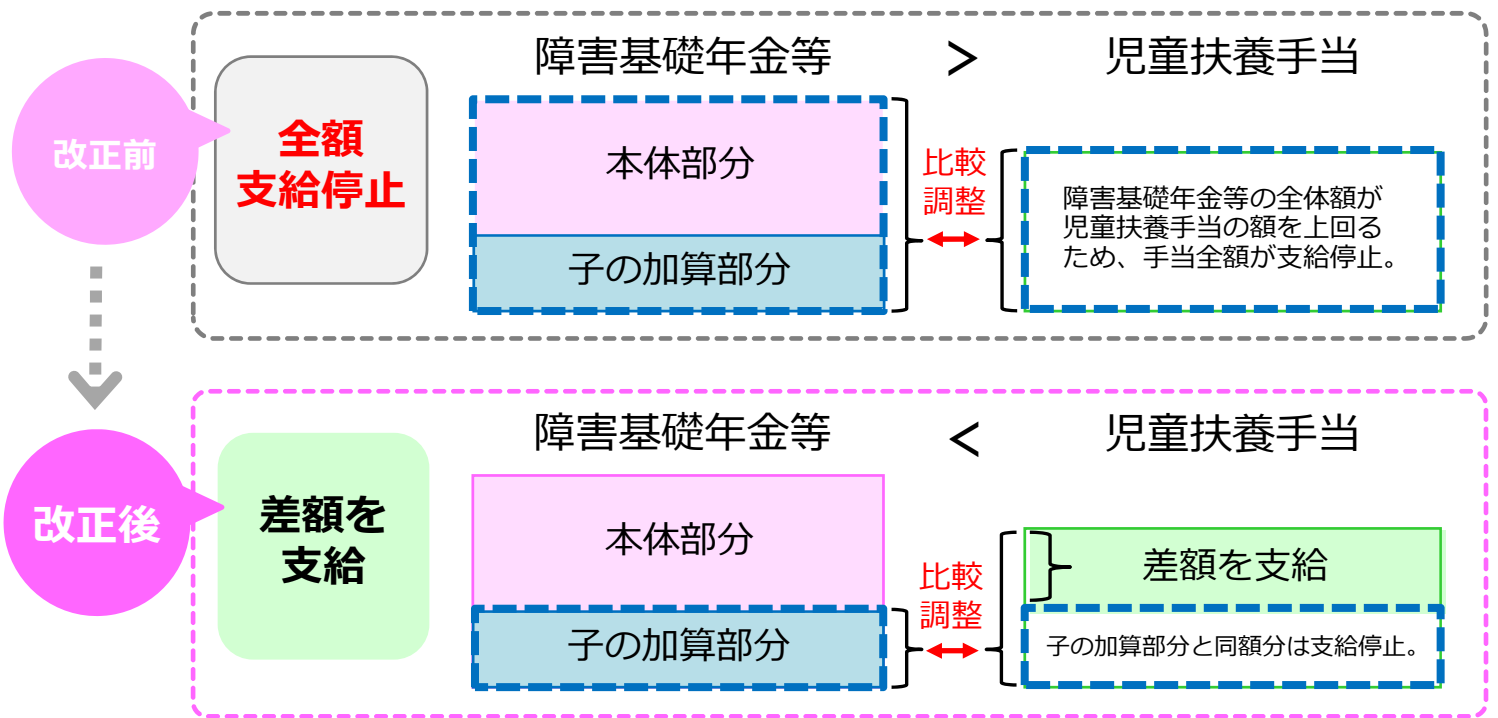 改正前
全額
支給停止
障害基礎年金等
>
児童扶養手当
本体部分
子の加算部分
比較
調整
障害基礎年金等の全体額が
児童扶養手当の額を上回る
ため、手当全額が支給停止。
改正後
差額を
支給
障害基礎年金等
<
児童扶養手当
本体部分
子の加算部分
比較
調整
差額を支給
子の加算部分と同額分は支給停止。